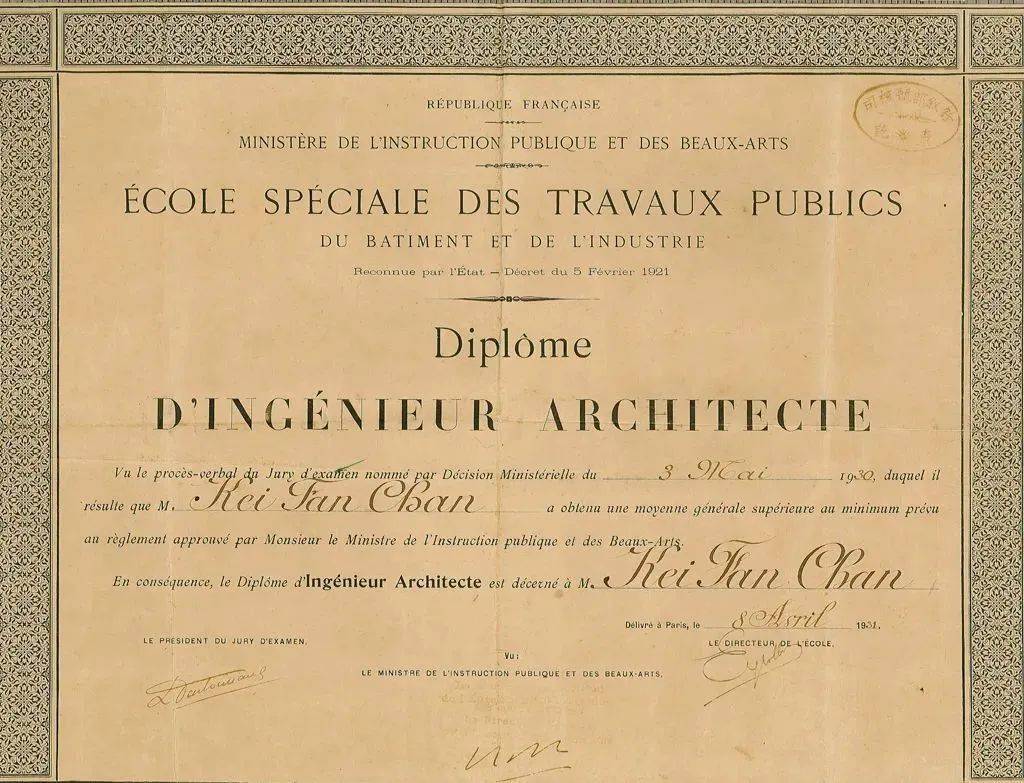 RÉPUBLIQUE FRANÇAISE
MINISTÈRE DE L'INSTRUCTION PUBLIQUE ET DES BEAUX-ARTS
ÉCOLE SPÉCIALE DES TRAVAUX PUBLICS
DU BATIMENT ET DE L'INDUSTRIE
Reconnue par l'État — Décret du 5 Février 1921
Diplôme
D'INGÉNIEUR ARCHITECTE
Vu le procès-verbal du Jury d'examen nommé par Décision Ministérielle du 3 Mai 1930, duquel il
résulte que M. Kei Fan Chan a obtenu une moyenne générale supérieure au minimum prévu
au règlement approuvé par Monsieur le Ministre de l'Instruction publique et des Beaux-Arts.
En conséquence, le Diplôme d'Ingénieur Architecte est décerné à M. Kei Fan Chan
Délivré à Paris, le 8 Avril 1931.
LE PRÉSIDENT DU JURY D'EXAMEN,
LE DIRECTEUR DE L'ÉCOLE,
Vu :
LE MINISTRE DE L'INSTRUCTION PUBLIQUE ET DES BEAUX-ARTS,